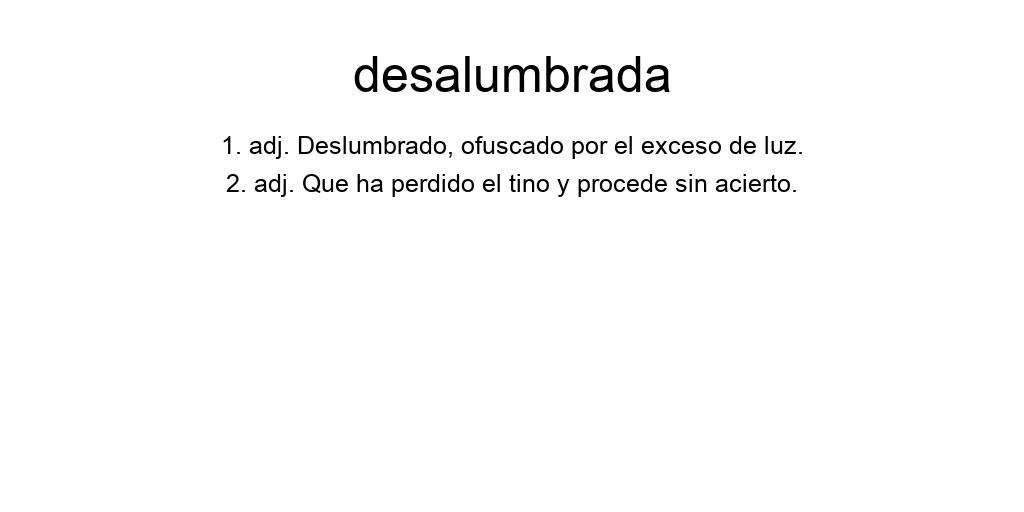 desalumbrada
1. adj. Deslumbrado, ofuscado por el exceso de luz.
2. adj. Que ha perdido el tino y procede sin acierto.